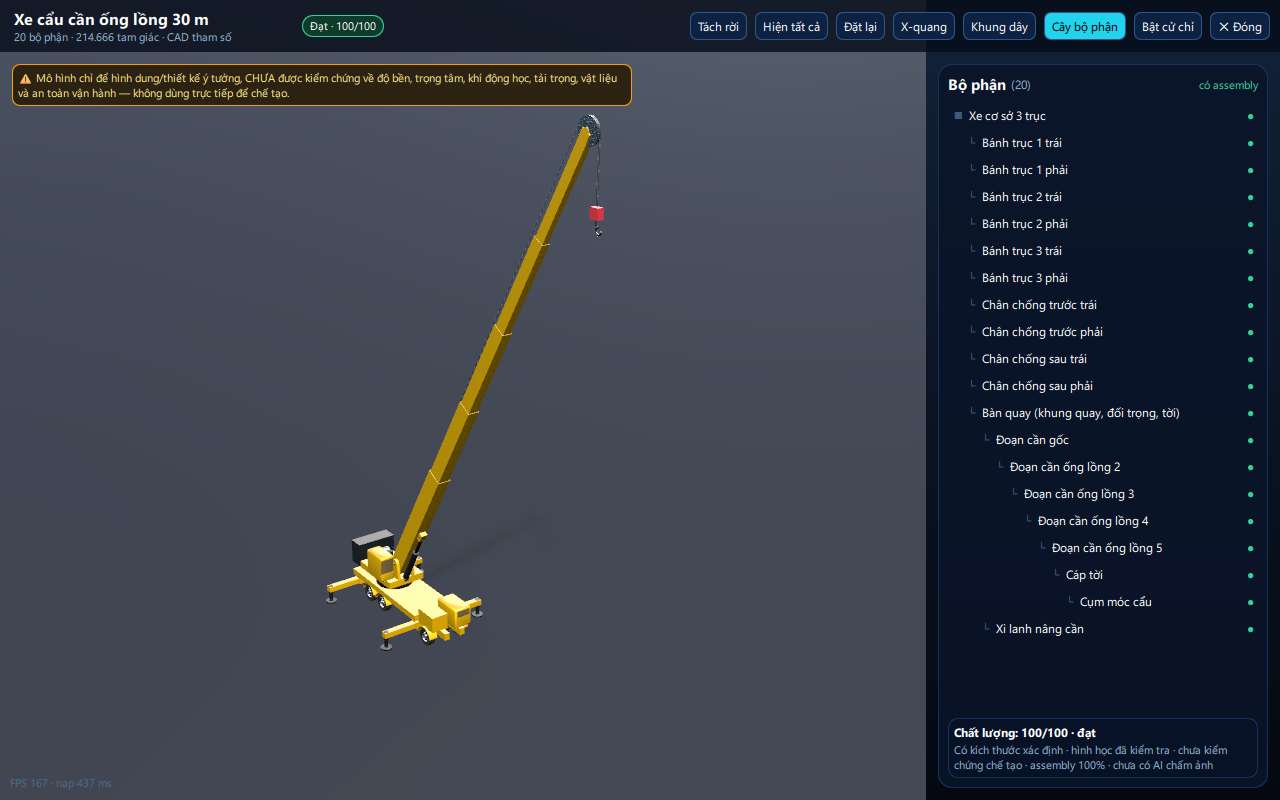 Xe cẩu cần ống lồng 30 m
20 bộ phận · 214.666 tam giác · CAD tham số
Đạt · 100/100
Tách rời
Hiện tất cả
Đặt lại
X-quang
Khung dây
Cây bộ phận
Bật cử chỉ
✕ Đóng
⚠ Mô hình chỉ để hình dung/thiết kế ý tưởng, CHƯA được kiểm chứng về độ bền, trọng tâm, khí động học, tải trọng, vật liệu
và an toàn vận hành — không dùng trực tiếp để chế tạo.
Bộ phận (20)
có assembly
Xe cơ sở 3 trục
Bánh trục 1 trái
Bánh trục 1 phải
Bánh trục 2 trái
Bánh trục 2 phải
Bánh trục 3 trái
Bánh trục 3 phải
Chân chống trước trái
Chân chống trước phải
Chân chống sau trái
Chân chống sau phải
Bàn quay (khung quay, đối trọng, tời)
Đoạn cần gốc
Đoạn cần ống lồng 2
Đoạn cần ống lồng 3
Đoạn cần ống lồng 4
Đoạn cần ống lồng 5
Cáp tời
Cụm móc cẩu
Xi lanh nâng cần
Chất lượng: 100/100 · đạt
Có kích thước xác định · hình học đã kiểm tra · chưa kiểm
chứng chế tạo · assembly 100% · chưa có AI chấm ảnh
FPS 167 · nạp 437 ms